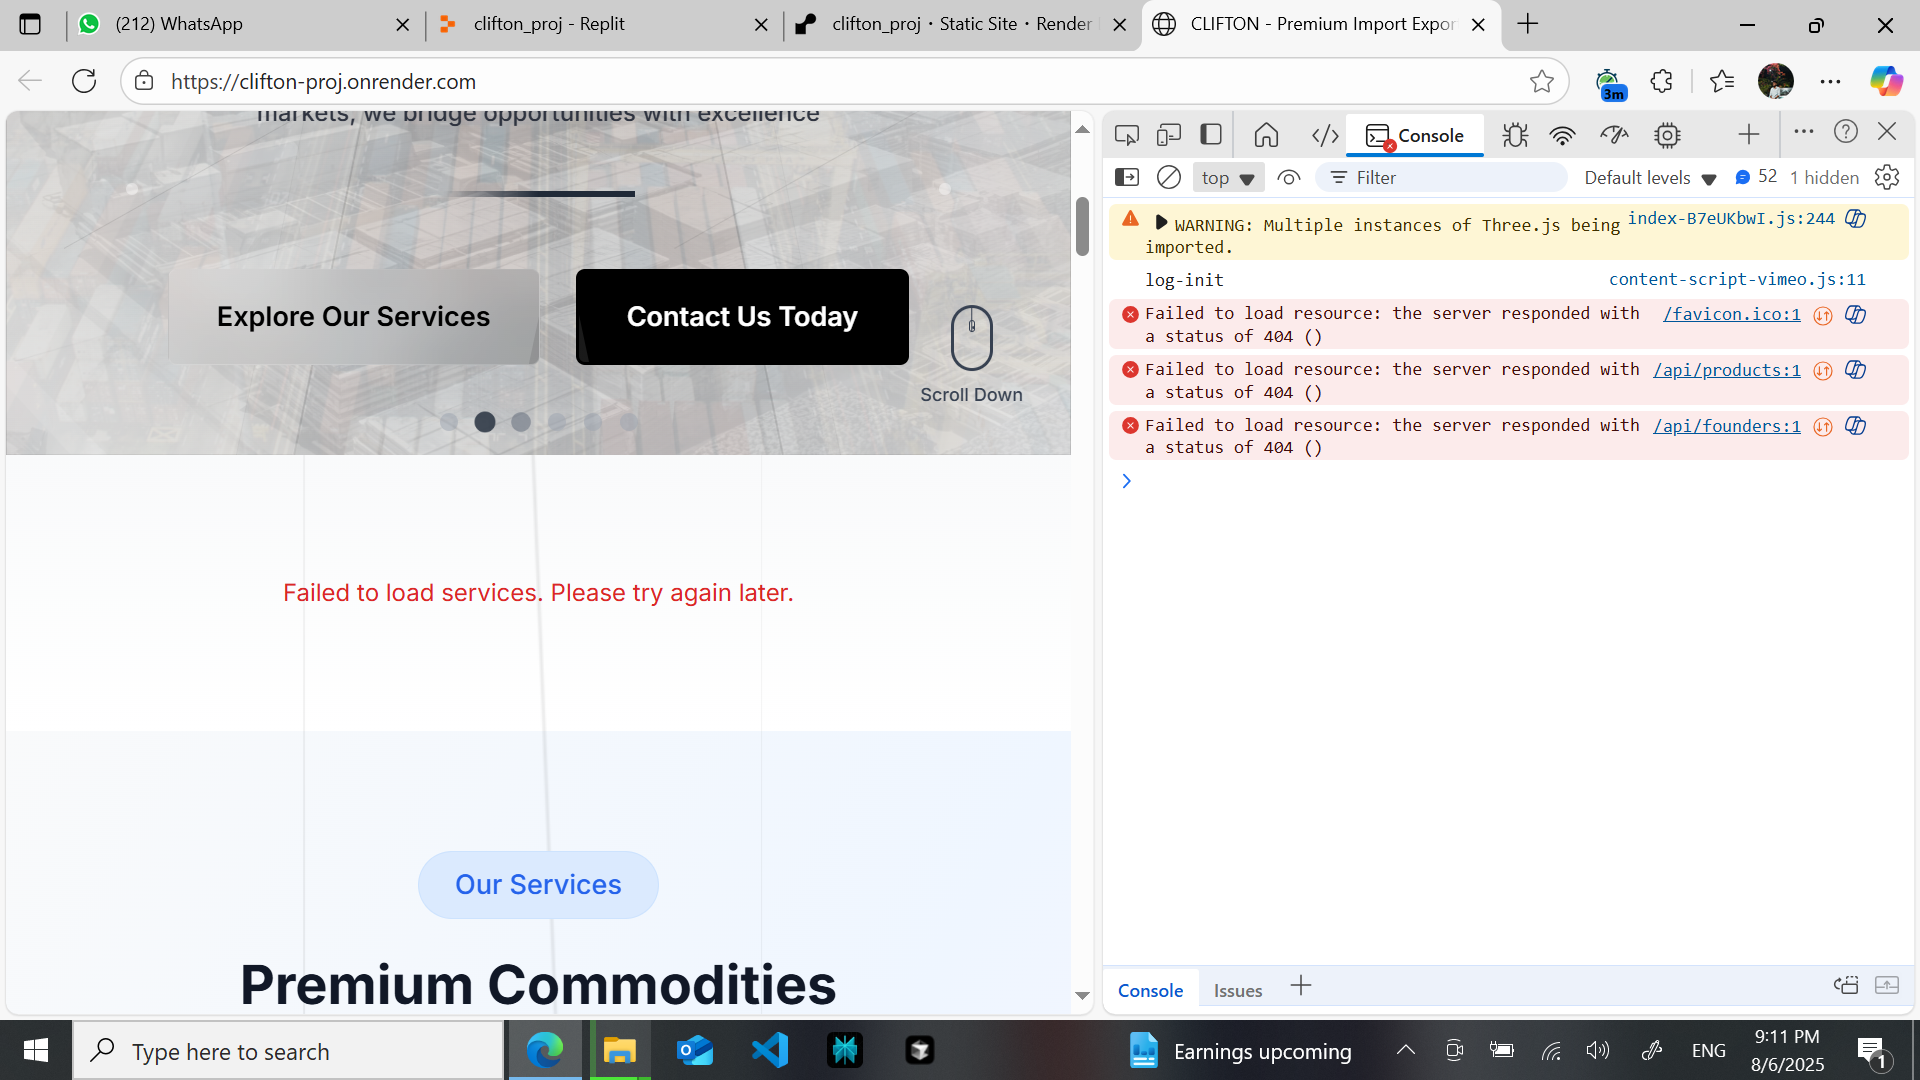 (212) WhatsApp
clifton_proj - Replit
clifton_proj・Static Site・Render
CLIFTON - Premium Import Expor
https://clifton-proj.onrender.com
3m
markets, we bridge opportunities with excellence
Explore Our Services
Contact Us Today
Scroll Down
Failed to load services. Please try again later.
Our Services
Premium Commodities
Console
top
Filter
Default levels
52
1 hidden
WARNING: Multiple instances of Three.js being imported.
index-B7eUKbwI.js:244
log-init
content-script-vimeo.js:11
Failed to load resource: the server responded with
/favicon.ico:1
a status of 404 ()
Failed to load resource: the server responded with
/api/products:1
a status of 404 ()
Failed to load resource: the server responded with
/api/founders:1
a status of 404 ()
Console
Issues
Type here to search
Earnings upcoming
ENG
9:11 PM
8/6/2025
1